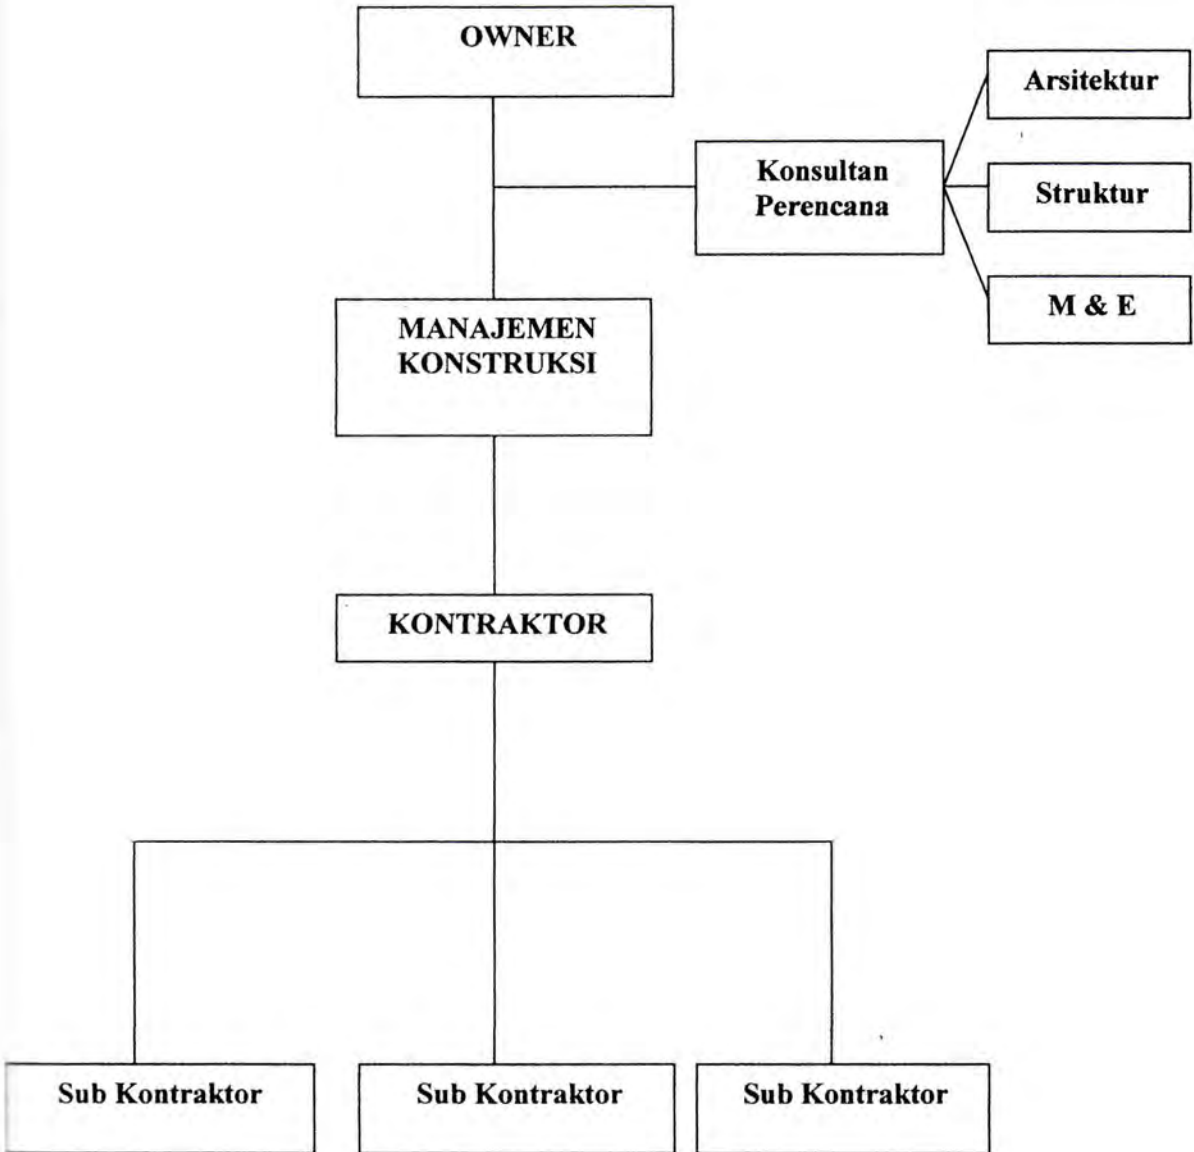 OWNER
Arsitektur
Konsultan
Perencana
Struktur
M & E
MANAJEMEN
KONSTRUKSI
KONTRAKTOR
Sub Kontraktor
Sub Kontraktor
Sub Kontraktor